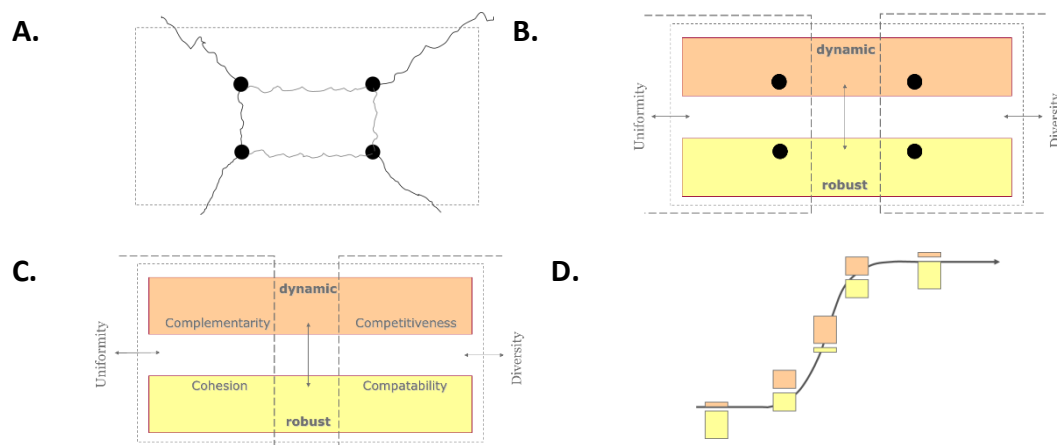 A.
B.
dynamic
Uniformity
Diversity
robust
C.
D.
dynamic
Complementarity
Competitiveness
Uniformity
Diversity
Cohesion
Compatability
robust